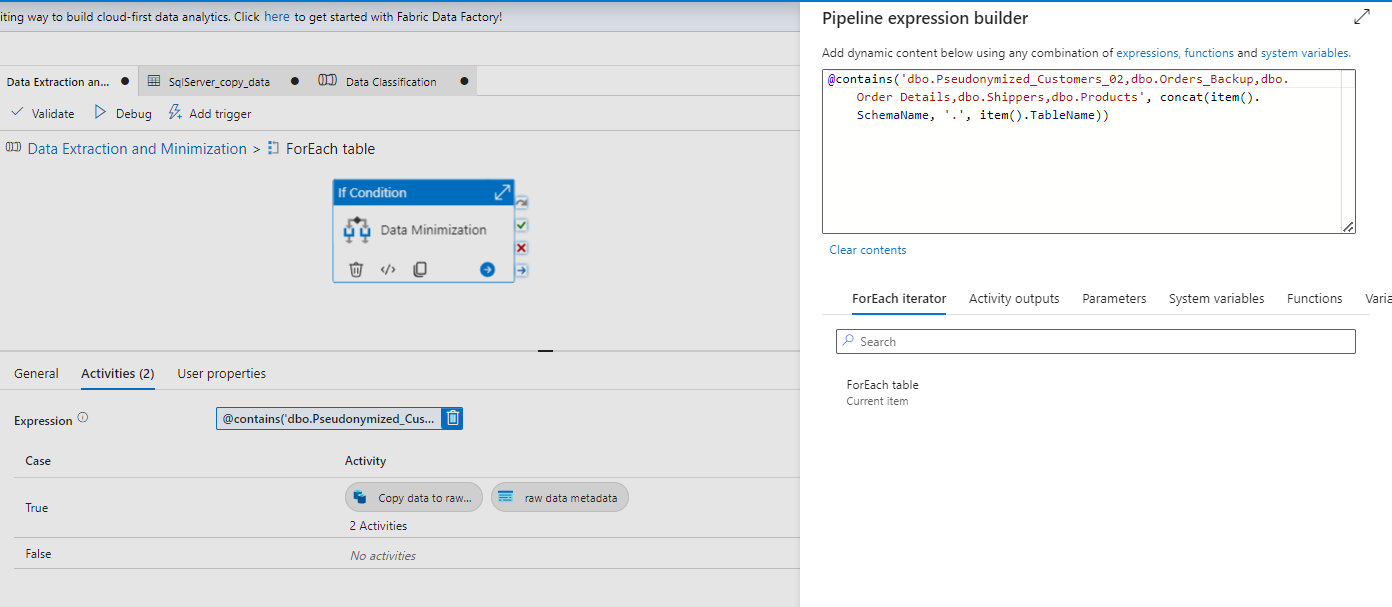 iting way to build cloud-first data analytics. Click here to get started with Fabric Data Factory!
Data Extraction an...
SqlServer_copy_data
Data Classification
Validate
Debug
Add trigger
Data Extraction and Minimization > ForEach table
If Condition
Data Minimization
General
Activities (2)
User properties
Expression
@contains('dbo.Pseudonymized_Cus...
Case
Activity
True
Copy data to raw...
raw data metadata
2 Activities
False
No activities
Pipeline expression builder
Add dynamic content below using any combination of expressions, functions and system variables.
@contains('dbo.Pseudonymized_Customers_02,dbo.Orders_Backup,dbo.
Order Details,dbo.Shippers,dbo.Products', concat(item().
SchemaName, '.', item().TableName))
Clear contents
ForEach iterator
Activity outputs
Parameters
System variables
Functions
Varia
Search
ForEach table
Current item